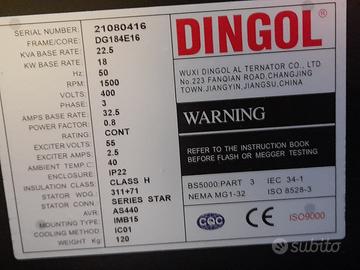 SERIAL NUMBER: 21080416
FRAME/CORE: DG184E16
KVA BASE RATE: 22.5
KW BASE RATE: 18
Hz: 50
RPM: 1500
VOLTS: 400
PHASE: 3
AMPS BASE RATE: 32.5
POWER FACTOR: 0.8
RATING: CONT
EXCITER VOLTS: 55
EXCITER AMPS: 2.5
AMBIENT TEMP.C: 40
ENCLOSURE: IP22
INSULATION CLASS: CLASS H
STATOR WDG: 311+71
STATOR CONN. SERIES STAR
AVR: AS440
MOUNTING TYPE: IMB15
COOLING METHOD: IC01
WEIGHT Kg: 120
DINGOL®
WUXI DINGOL AL TERNATOR CO., LTD
No.223 FANQIAN ROAD,CHANGJING
TOWN.JIANGYIN,JIANGSU,CHINA
WARNING
REFER TO THE INSTRUCTION BOOK
BEFORE FLASH OR MEGGER TESTING.
BS5000:PART 3 IEC 34-1
NEMA MG1-32 ISO 8528-3
CQC CE ISO9000
subito